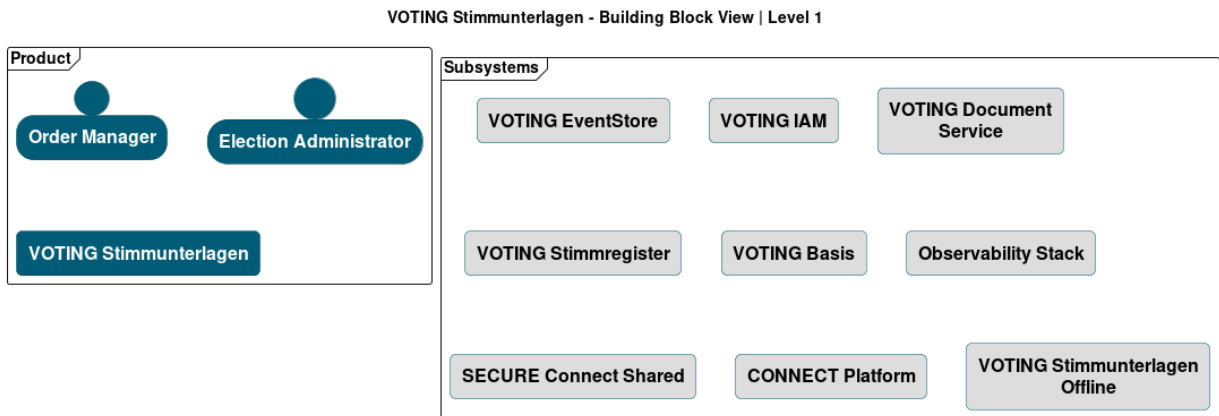 VOTING Stimmunterlagen - Building Block View | Level 1
Product
Order Manager
Election Administrator
VOTING Stimmunterlagen
Subsystems
VOTING EventStore
VOTING IAM
VOTING Document
Service
VOTING Stimmregister
VOTING Basis
Observability Stack
SECURE Connect Shared
CONNECT Platform
VOTING Stimmunterlagen
Offline